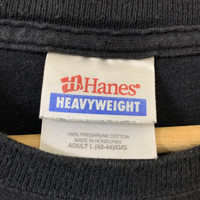 Hanes®
HEAVYWEIGHT
100% PRESHRUNK COTTON
MADE IN HONDURAS
ADULT L (42-44)/G/G